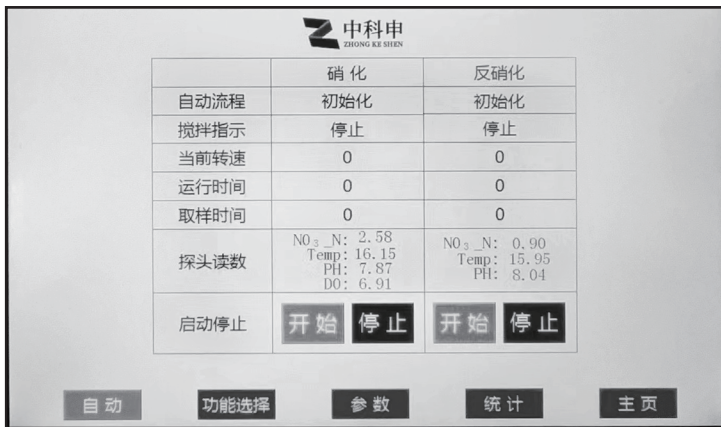 中科申
ZHONG KE SHEN
硝化 反硝化
自动流程 初始化 初始化
搅拌指示 停止 停止
当前转速 0 0
运行时间 0 0
取样时间 0 0
探头读数
NO₃_N: 2.58
Temp: 16.15
PH: 7.87
DO: 6.91
NO₃_N: 0.90
Temp: 15.95
PH: 8.04
启动停止 开始 停止 开始 停止
自动 功能选择 参数 统计 主页